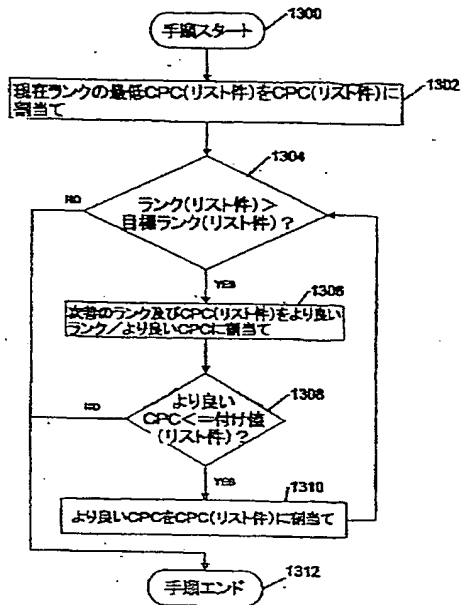 手順スタート
1300
現在ランクの最低CPC(リスト件)をCPC(リスト件)に
割当て
1302
1304
ランク(リスト件)>
目標ランク(リスト件)?
NO
YES
1306
次善のランク及びCPC(リスト件)をより良い
ランク/より良いCPCに割当て
1308
より良い
CPC<=付け値
(リスト件)?
NO
YES
1310
より良いCPCをCPC(リスト件)に割当て
手順エンド
1312